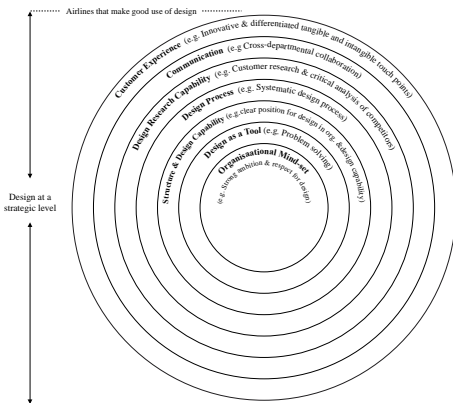 Airlines that make good use of design
Customer Experience (e.g. Innovative & differentiated tangible and intangible touch points)
Communication (e.g Cross-departmental collaboration)
Design Research Capability (e.g. Customer research & critical analysis of competitors)
Design Process (e.g. Systematic design process)
Structure & Design Capability (e.g.clear position for design in org. &design capability)
Design as a Tool (e.g. Problem solving)
Organisaational Mind-set
(e.g. Strong ambition & respect for design)
Design at a
strategic level